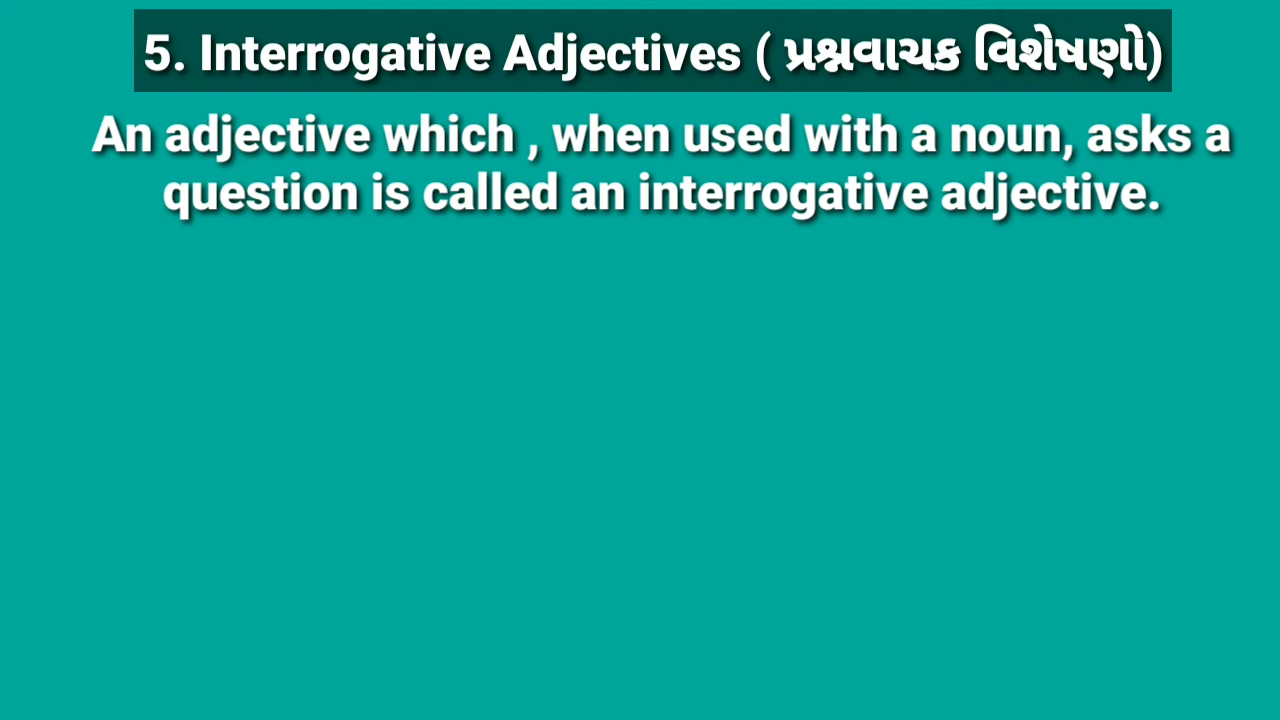 5. Interrogative Adjectives ( પ્રશ્નવાચક વિશેષણો)
An adjective which , when used with a noun, asks a
question is called an interrogative adjective.